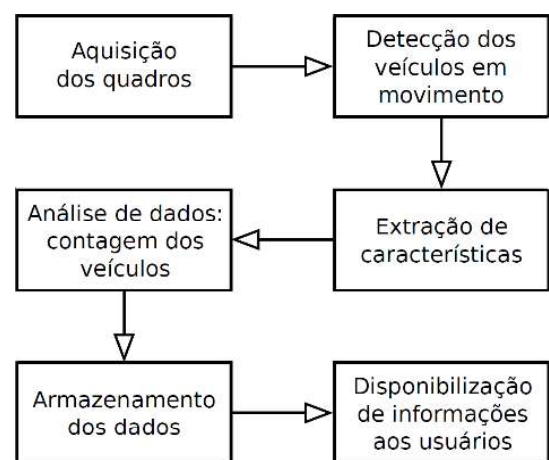 Aquisição
dos quadros
Detecção dos
veículos em
movimento
Extração de
características
Análise de dados:
contagem dos
veículos
Armazenamento
dos dados
Disponibilização
de informações
aos usuários